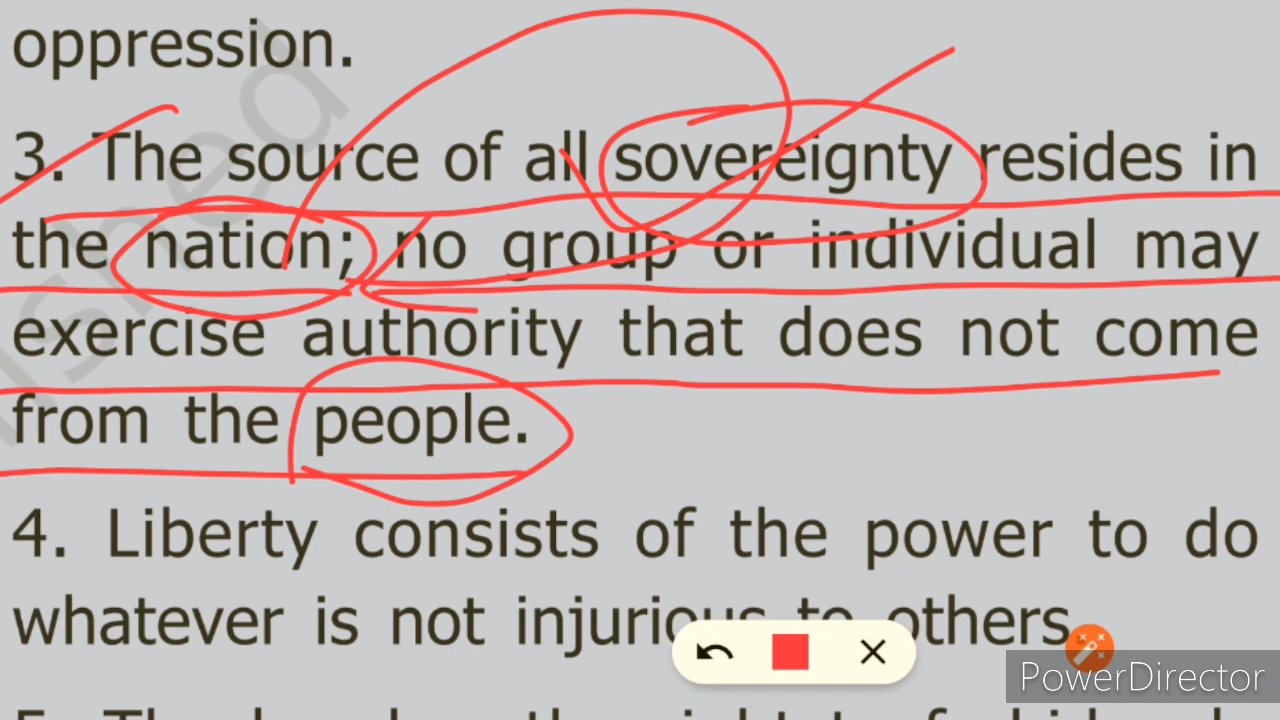 oppression.
3. The source of all sovereignty resides in
the nation; no group or individual may
exercise authority that does not come
from the people.
4. Liberty consists of the power to do
whatever is not injurious to others.
PowerDirector